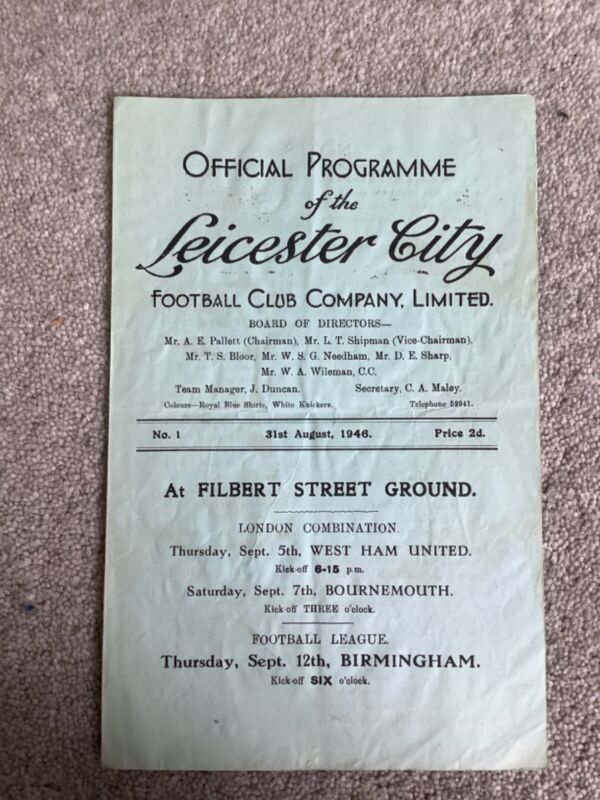 OFFICIAL PROGRAMME
of the
Leicester City
FOOTBALL CLUB COMPANY, LIMITED.
BOARD OF DIRECTORS—
Mr. A. E. Pallett (Chairman), Mr. L. T. Shipman (Vice-Chairman),
Mr. T. S. Bloor, Mr. W. S. G. Needham, Mr. D. E. Sharp,
Mr. W. A. Wileman, C.C.
Team Manager, J. Duncan. Secretary, C. A. Maley.
Colours—Royal Blue Shirts, White Knickers. Telephone 59941.
No. 1 31st August, 1946. Price 2d.
At FILBERT STREET GROUND.
LONDON COMBINATION.
Thursday, Sept. 5th, WEST HAM UNITED.
Kick-off 6-15 p.m.
Saturday, Sept. 7th, BOURNEMOUTH.
Kick-off THREE o'clock.
FOOTBALL LEAGUE.
Thursday, Sept. 12th, BIRMINGHAM.
Kick-off SIX o'clock.